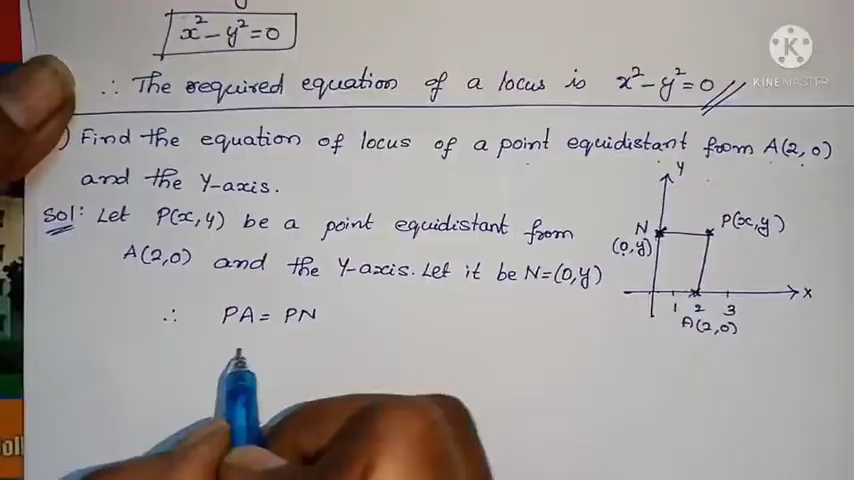 x² - y² = 0
∴ The required equation of a locus is x² - y² = 0 //
KINEMASTER
) Find the equation of locus of a point equidistant from A(2,0)
and the Y-axis.
Sol: Let P(x,y) be a point equidistant from
A(2,0) and the Y-axis. Let it be N=(0,y)
∴ PA = PN
Y
N
P(x,y)
(0,y)
X
1 2 3
A(2,0)